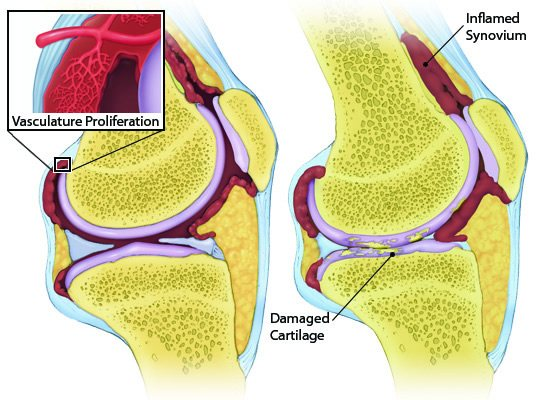 Vasculature Proliferation
Inflamed
Synovium
Damaged
Cartilage